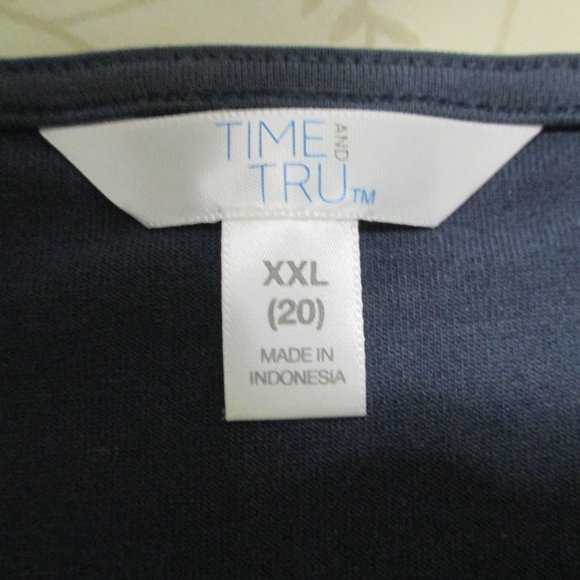 TIME AND
TRU™
XXL
(20)
MADE IN
INDONESIA